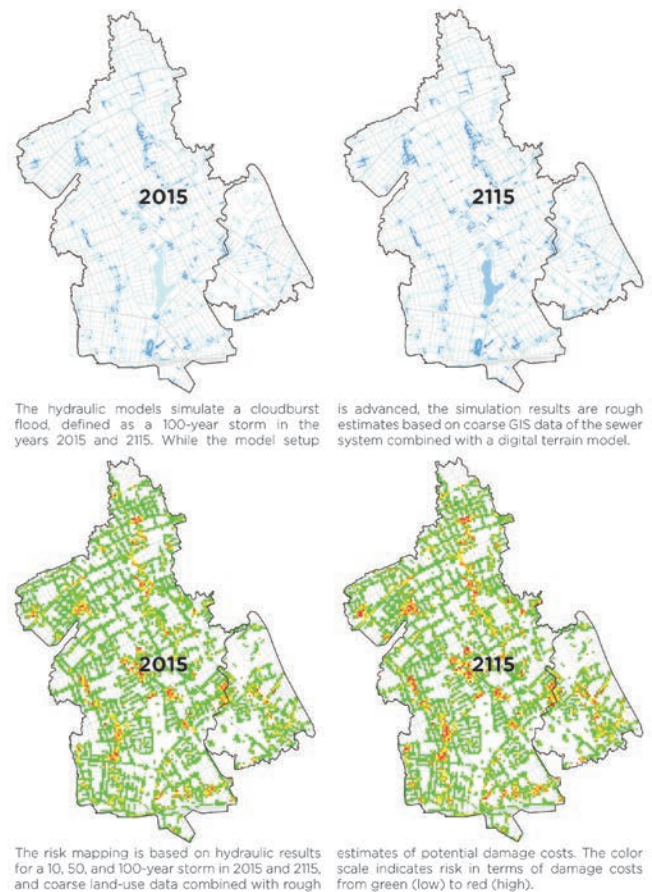 2015
2115
The hydraulic models simulate a cloudburst
flood, defined as a 100-year storm in the
years 2015 and 2115. While the model setup
is advanced, the simulation results are rough
estimates based on coarse GIS data of the sewer
system combined with a digital terrain model.
2015
2115
The risk mapping is based on hydraulic results
for a 10, 50, and 100-year storm in 2015 and 2115,
and coarse land-use data combined with rough
estimates of potential damage costs. The color
scale indicates risk in terms of damage costs
from green (low) to red (high).